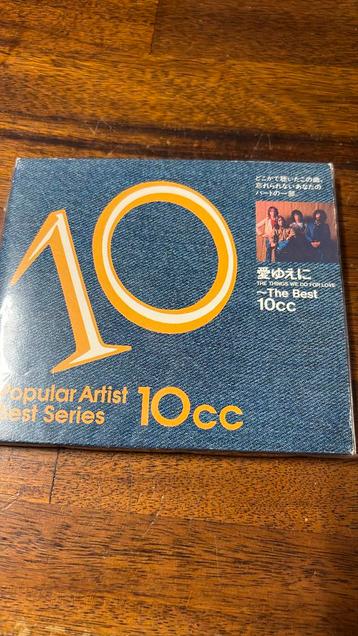 どこかで聴いたこの曲。
忘れられないあなたの
ハートの一部。
愛ゆえに
THE THINGS WE DO FOR LOVE
〜The Best
10cc
10
Popular Artist
Best Series
10cc